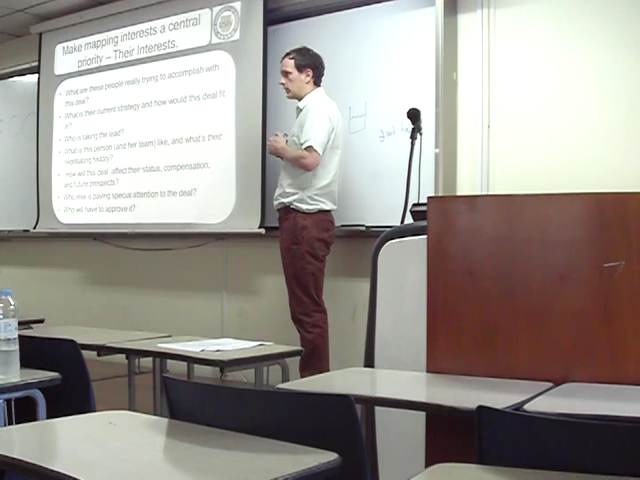 Make mapping interests a central
priority – Their Interests.
• What are these people really trying to accomplish with
this deal?
• What is their current strategy and how would this deal fit
it?
• Who is taking the lead?
• What is this person (and her team) like, and what's their
negotiating history?
• How will this deal affect their status, compensation,
and future prospects?
• Who else is paying special attention to the deal?
• Who will have to approve it?